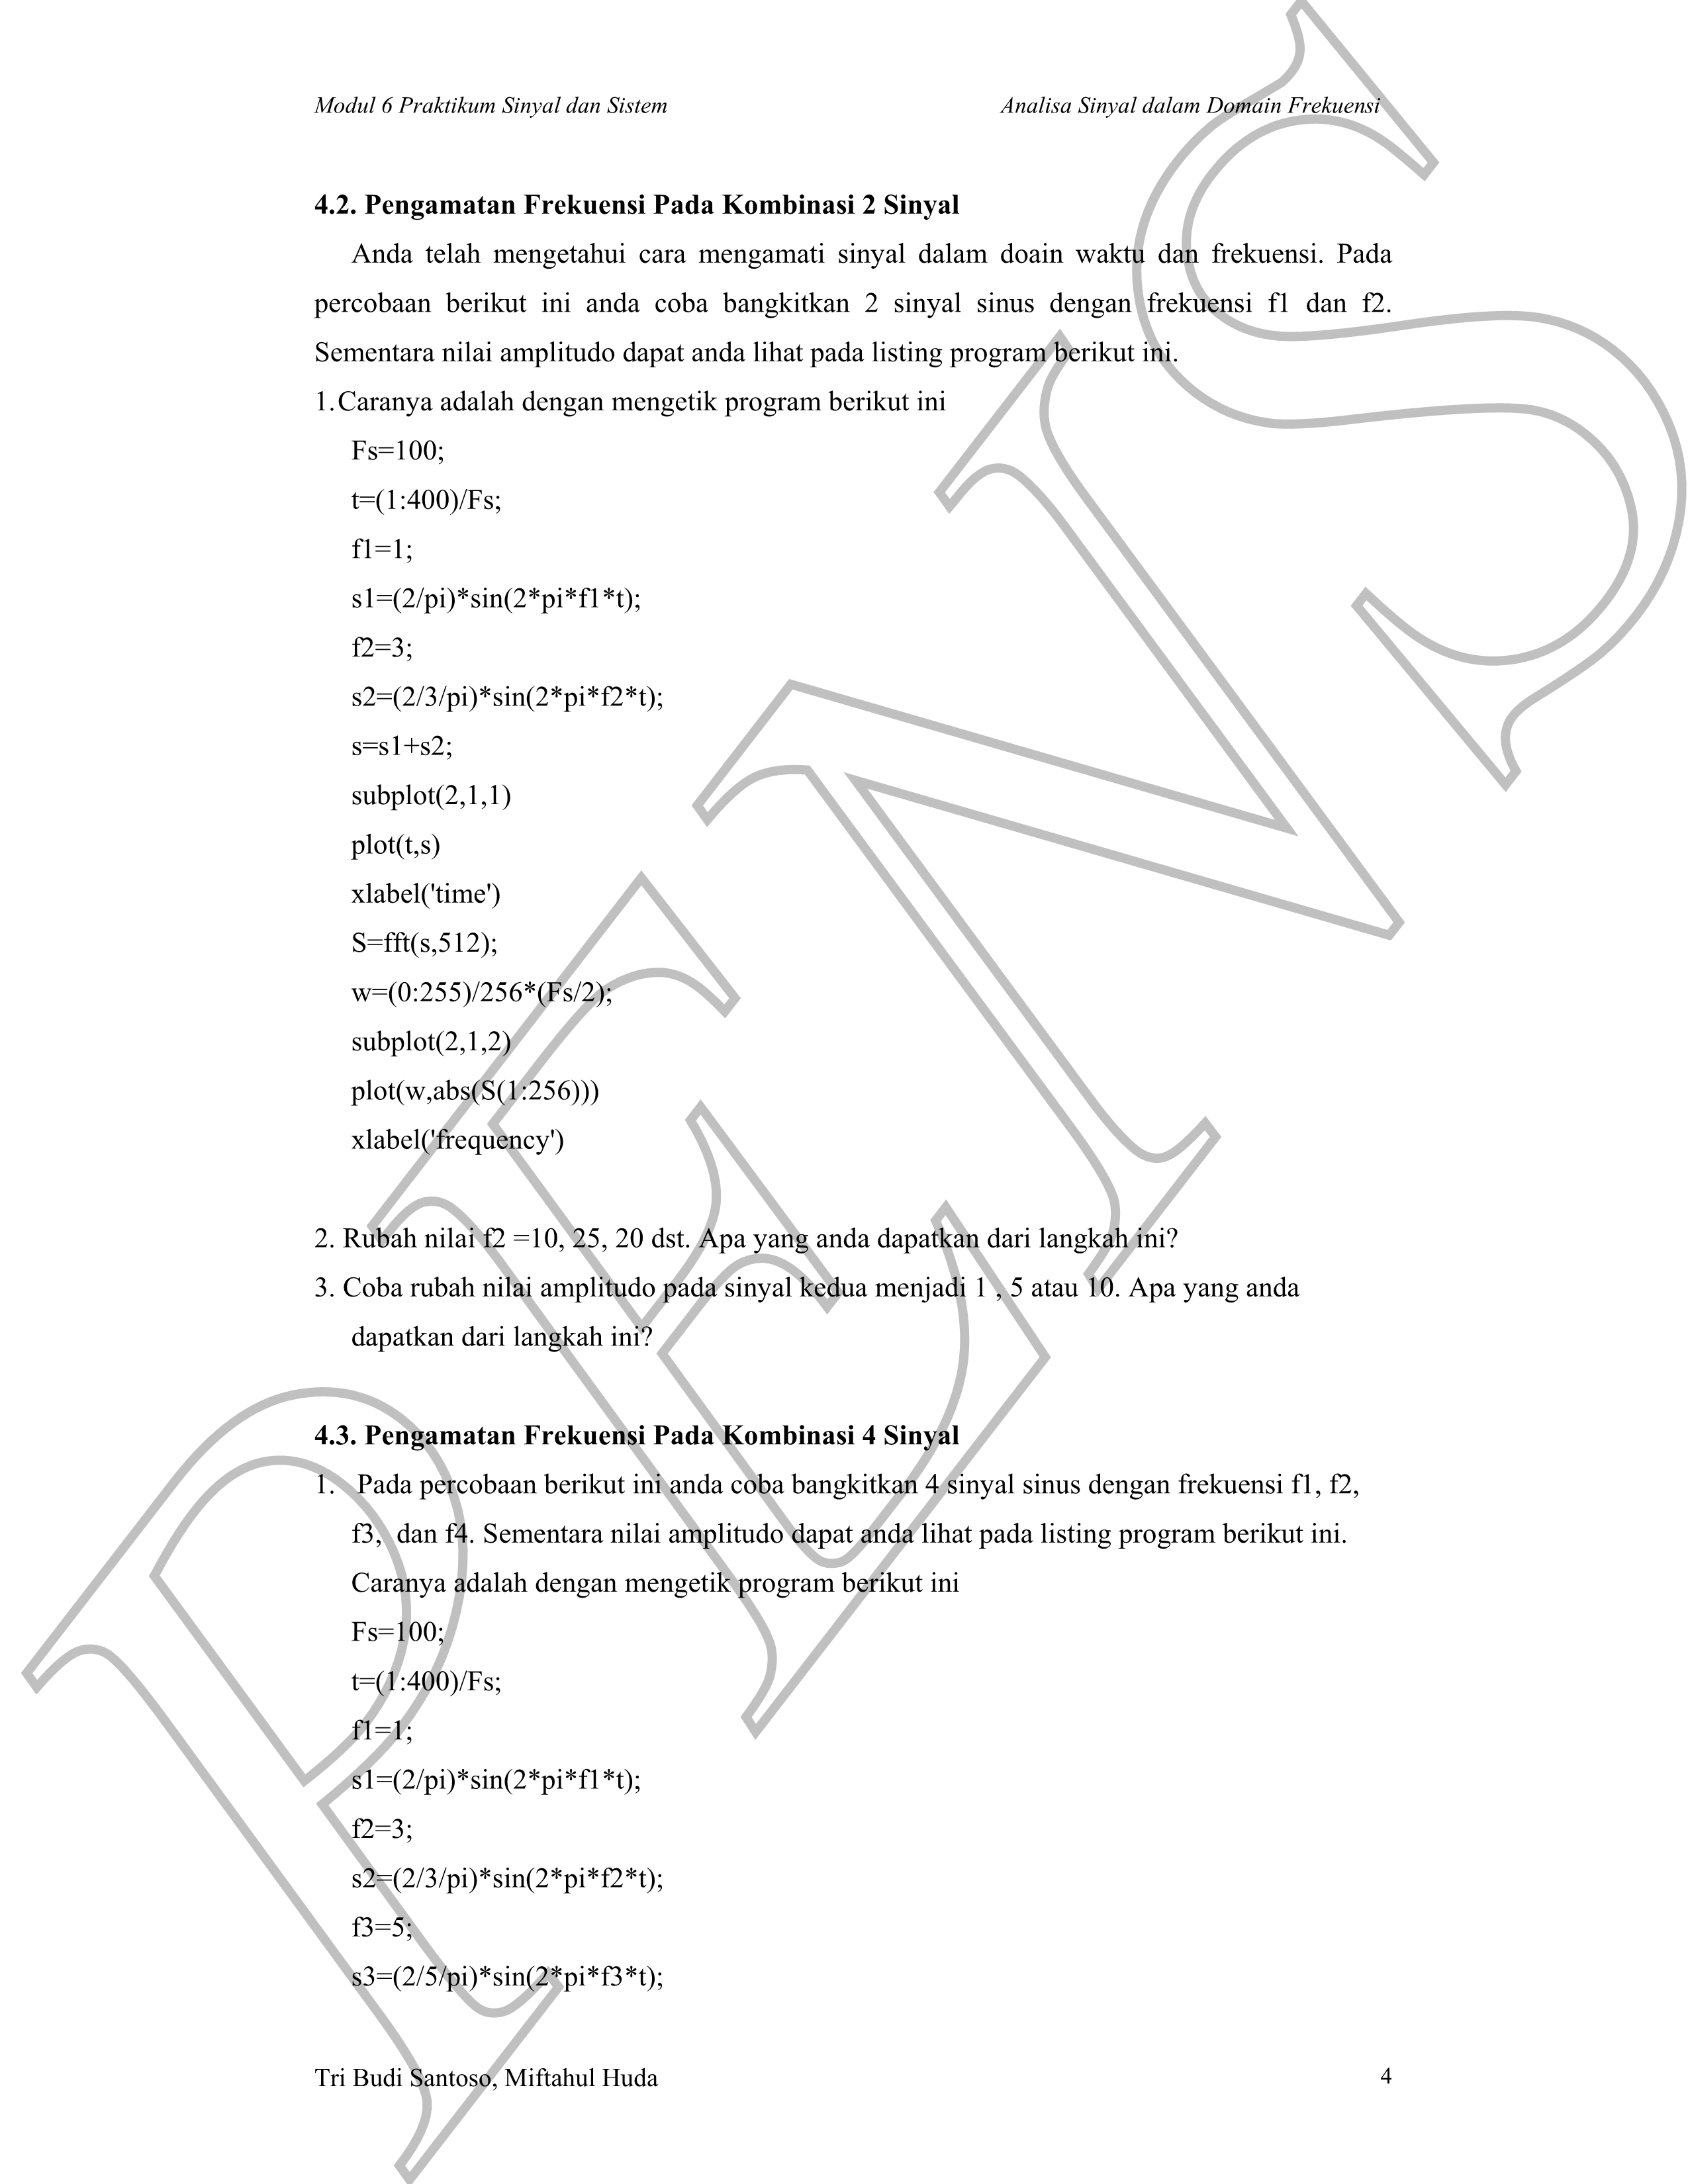 Modul 6 Praktikum Sinyal dan Sistem Analisa Sinyal dalam Domain Frekuensi
4.2. Pengamatan Frekuensi Pada Kombinasi 2 Sinyal
Anda telah mengetahui cara mengamati sinyal dalam doain waktu dan frekuensi. Pada
percobaan berikut ini anda coba bangkitkan 2 sinyal sinus dengan frekuensi f1 dan f2.
Sementara nilai amplitudo dapat anda lihat pada listing program berikut ini.
1.Caranya adalah dengan mengetik program berikut ini
Fs=100;
t=(1:400)/Fs;
f1=1;
s1=(2/pi)*sin(2*pi*f1*t);
f2=3;
s2=(2/3/pi)*sin(2*pi*f2*t);
s=s1+s2;
subplot(2,1,1)
plot(t,s)
xlabel('time')
S=fft(s,512);
w=(0:255)/256*(Fs/2);
subplot(2,1,2)
plot(w,abs(S(1:256)))
xlabel('frequency')
2. Rubah nilai f2 =10, 25, 20 dst. Apa yang anda dapatkan dari langkah ini?
3. Coba rubah nilai amplitudo pada sinyal kedua menjadi 1 , 5 atau 10. Apa yang anda
dapatkan dari langkah ini?
4.3. Pengamatan Frekuensi Pada Kombinasi 4 Sinyal
1. Pada percobaan berikut ini anda coba bangkitkan 4 sinyal sinus dengan frekuensi f1, f2,
f3, dan f4. Sementara nilai amplitudo dapat anda lihat pada listing program berikut ini.
Caranya adalah dengan mengetik program berikut ini
Fs=100;
t=(1:400)/Fs;
f1=1;
s1=(2/pi)*sin(2*pi*f1*t);
f2=3;
s2=(2/3/pi)*sin(2*pi*f2*t);
f3=5;
s3=(2/5/pi)*sin(2*pi*f3*t);
Tri Budi Santoso, Miftahul Huda 4
PENS